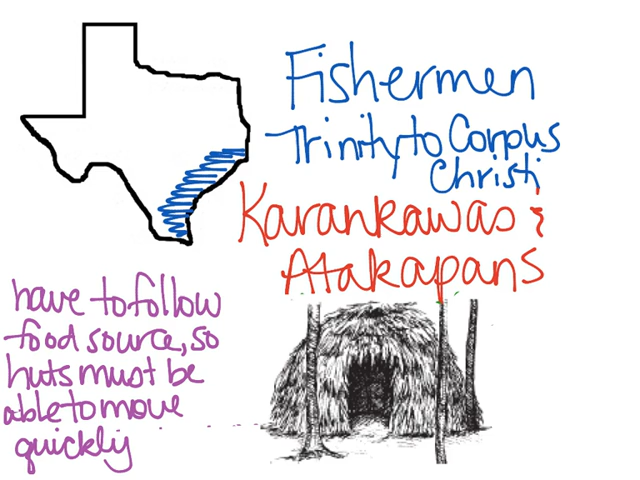 Fishermen
Trinity to Corpus
Christi
Karankawas &
Atakapans
have to follow
food source, so
huts must be
able to move
quickly